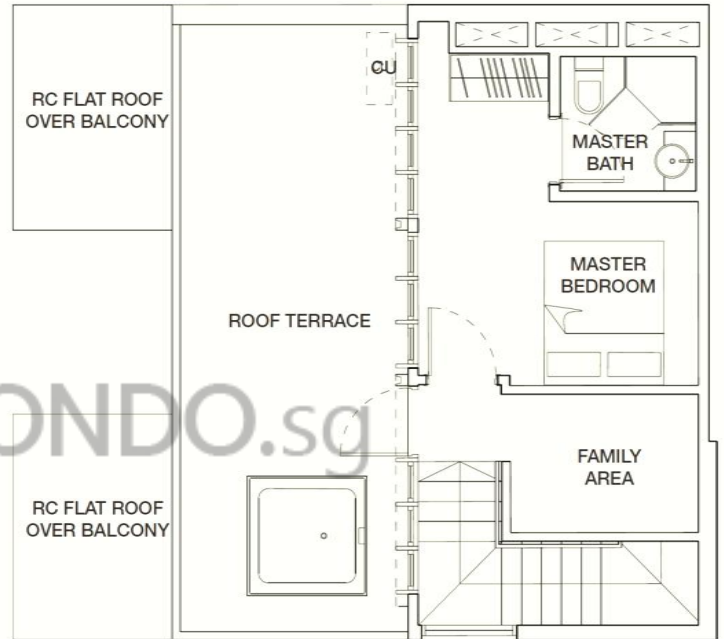 RC FLAT ROOF
OVER BALCONY
CU
MASTER
BATH
MASTER
BEDROOM
ROOF TERRACE
ONDO.sg
FAMILY
AREA
RC FLAT ROOF
OVER BALCONY